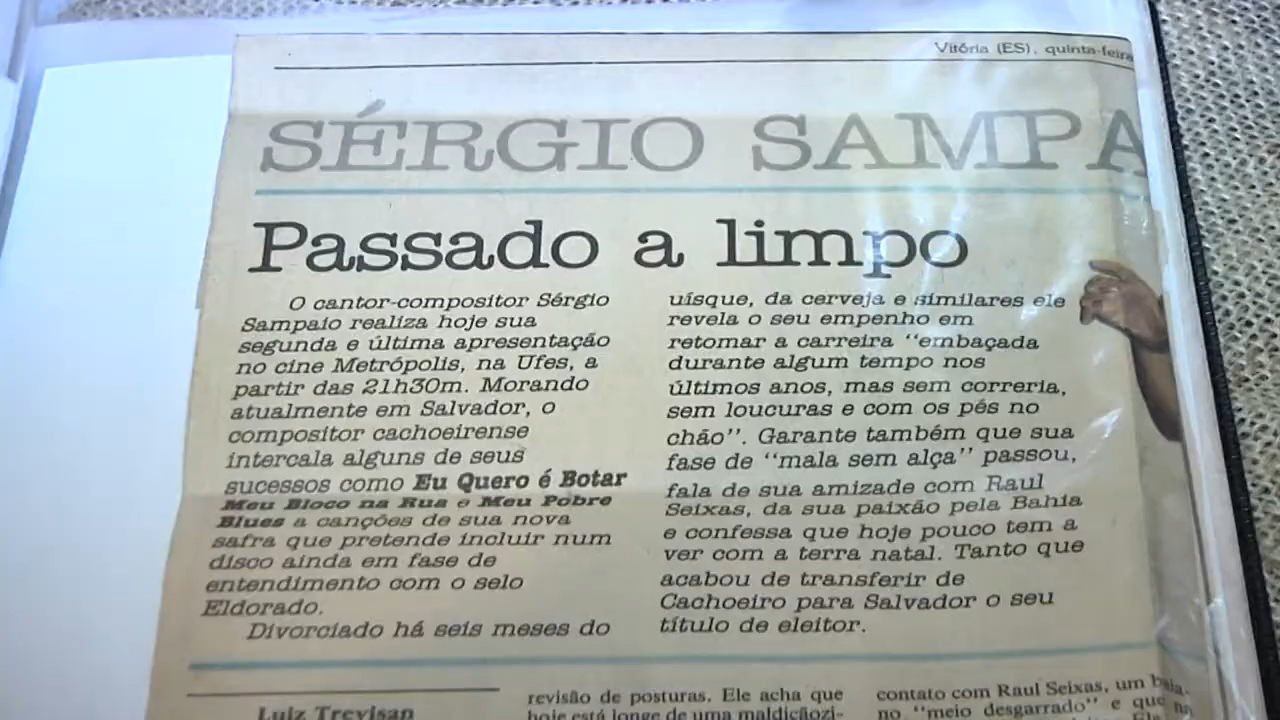 Vitória (ES), quinta-feira
SÉRGIO SAMPA
Passado a limpo
O cantor-compositor Sérgio
Sampaio realiza hoje sua
segunda e última apresentação
no cine Metrópolis, na Ufes, a
partir das 21h30m. Morando
atualmente em Salvador, o
compositor cachoeirense
intercala alguns de seus
sucessos como Eu Quero é Botar
Meu Bloco na Rua e Meu Pobre
Blues a canções de sua nova
safra que pretende incluir num
disco ainda em fase de
entendimento com o selo
Eldorado.
Divorciado há seis meses do
uísque, da cerveja e similares ele
revela o seu empenho em
retomar a carreira "embaçada
durante algum tempo nos
últimos anos, mas sem correria,
sem loucuras e com os pés no
chão". Garante também que sua
fase de "mala sem alça" passou,
fala de sua amizade com Raul
Seixas, da sua paixão pela Bahia
e confessa que hoje pouco tem a
ver com a terra natal. Tanto que
acabou de transferir de
Cachoeiro para Salvador o seu
título de eleitor.
Luiz Trevisan
revisão de posturas. Ele acha que
hoje está longe de uma maldiçãozi-
contato com Raul Seixas, um
no "meio desgarrado" e que